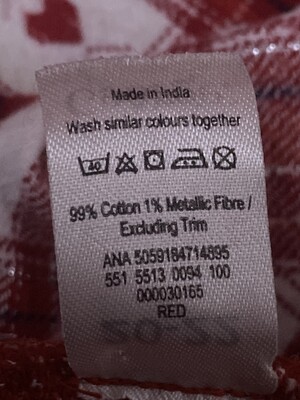 Made in India
Wash similar colours together
40
99% Cotton 1% Metallic Fibre /
Excluding Trim
ANA 5059184714895
551 5513 0094 100
000030165
RED